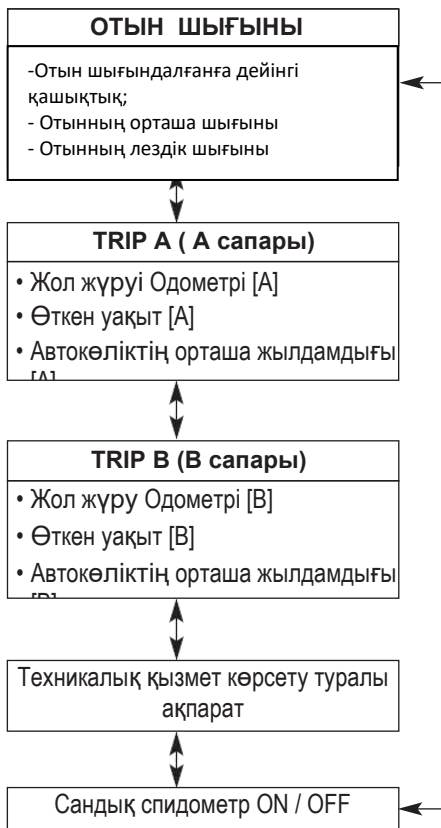 ОТЫН ШЫҒЫНЫ
-Отын шығындалғанға дейінгі
қашықтық;
- Отынның орташа шығыны
- Отынның лездік шығыны
TRIP A ( А сапары)
• Жол жүруі Одометрі [A]
• Өткен уақыт [A]
• Автокөліктің орташа жылдамдығы
[A]
TRIP B (В сапары)
• Жол жүру Одометрі [B]
• Өткен уақыт [B]
• Автокөліктің орташа жылдамдығы
[B]
Техникалық қызмет көрсету туралы
ақпарат
Сандық спидометр ON / OFF